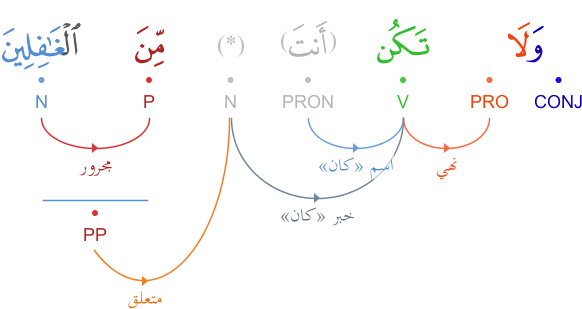 وَلَا تَكُن (أَنتَ) (*) مِّنَ ٱلْغَـٰفِلِينَ
CONJ PRO V PRON N P N
نهي اسم «كان» مجرور
خبر «كان»
PP
متعلق